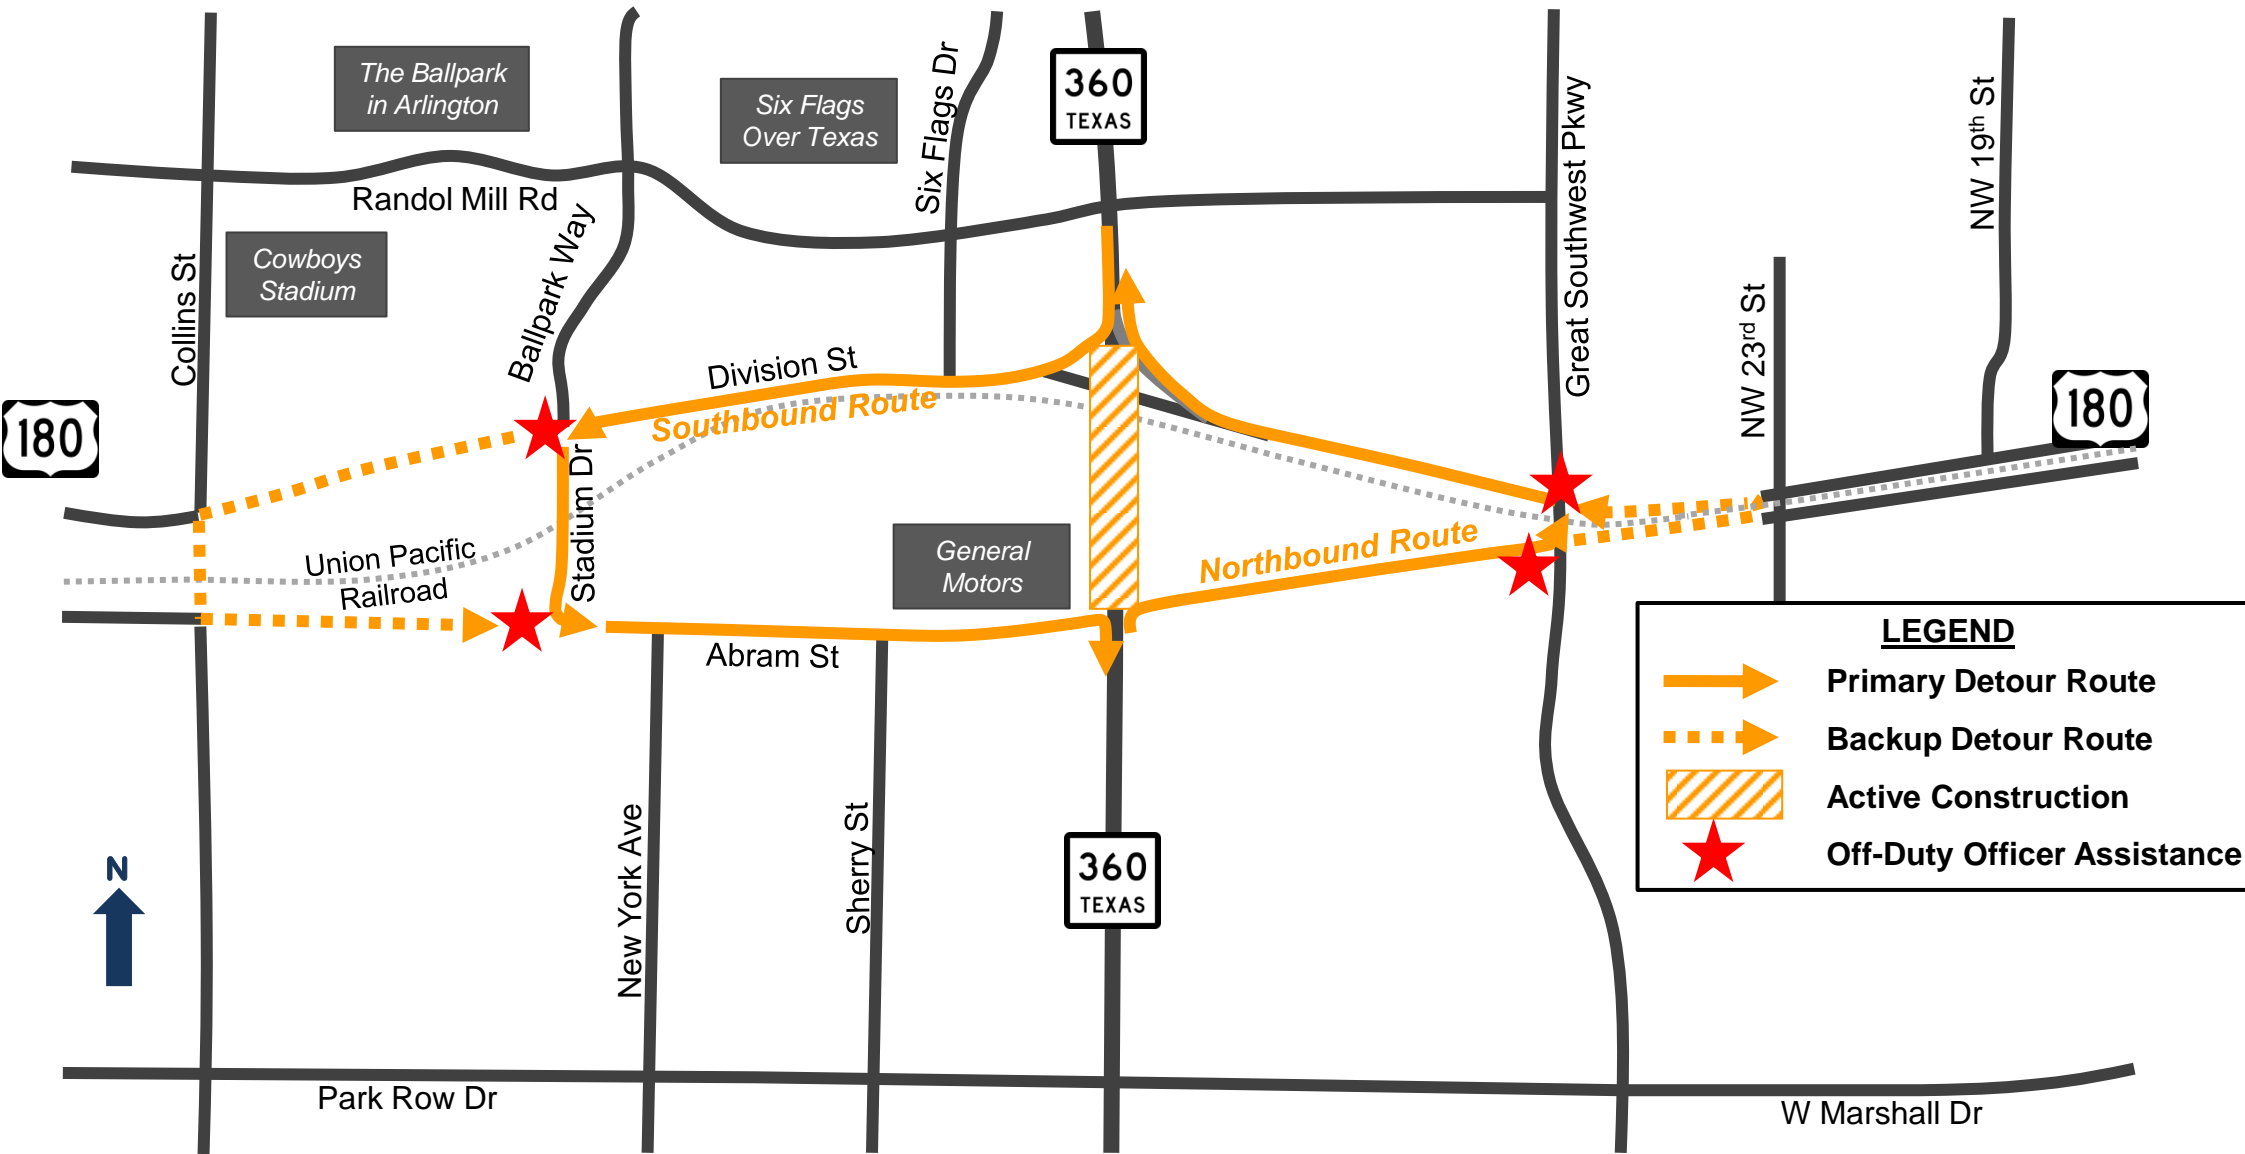 The Ballpark
in Arlington
Six Flags
Over Texas
Six Flags Dr
360
TEXAS
Great Southwest Pkwy
NW 19th St
Randol Mill Rd
Ballpark Way
Cowboys
Stadium
Collins St
NW 23rd St
Division St
Southbound Route
180
180
Stadium Dr
Union Pacific
Railroad
General
Motors
Northbound Route
Abram St
LEGEND
Primary Detour Route
Backup Detour Route
Active Construction
Off-Duty Officer Assistance
New York Ave
Sherry St
360
TEXAS
N
Park Row Dr
W Marshall Dr